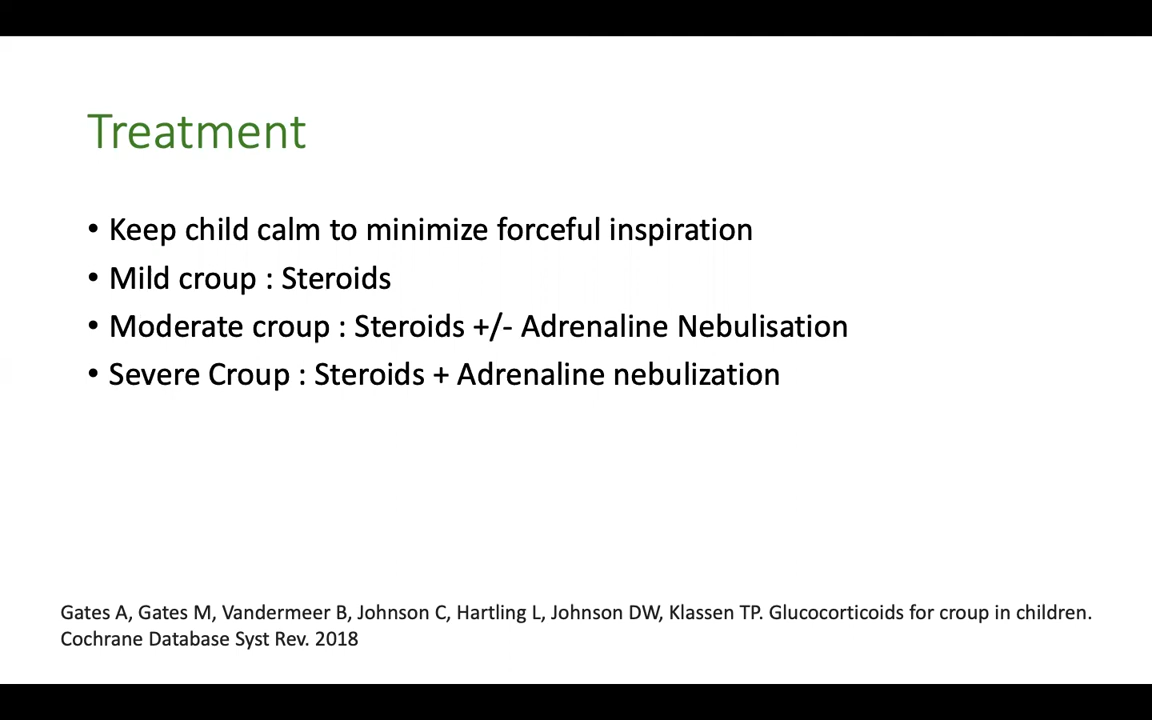 Treatment
• Keep child calm to minimize forceful inspiration
• Mild croup : Steroids
• Moderate croup : Steroids +/- Adrenaline Nebulisation
• Severe Croup : Steroids + Adrenaline nebulization
Gates A, Gates M, Vandermeer B, Johnson C, Hartling L, Johnson DW, Klassen TP. Glucocorticoids for croup in children.
Cochrane Database Syst Rev. 2018